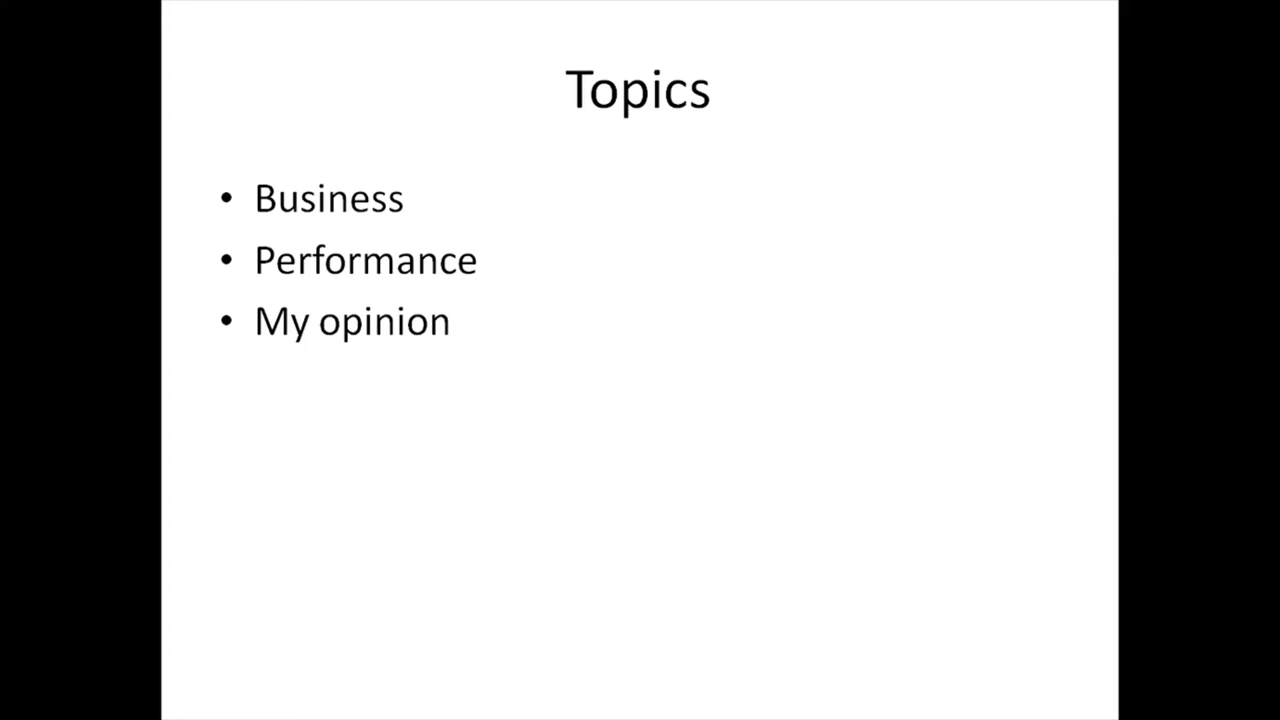 Topics
• Business
• Performance
• My opinion